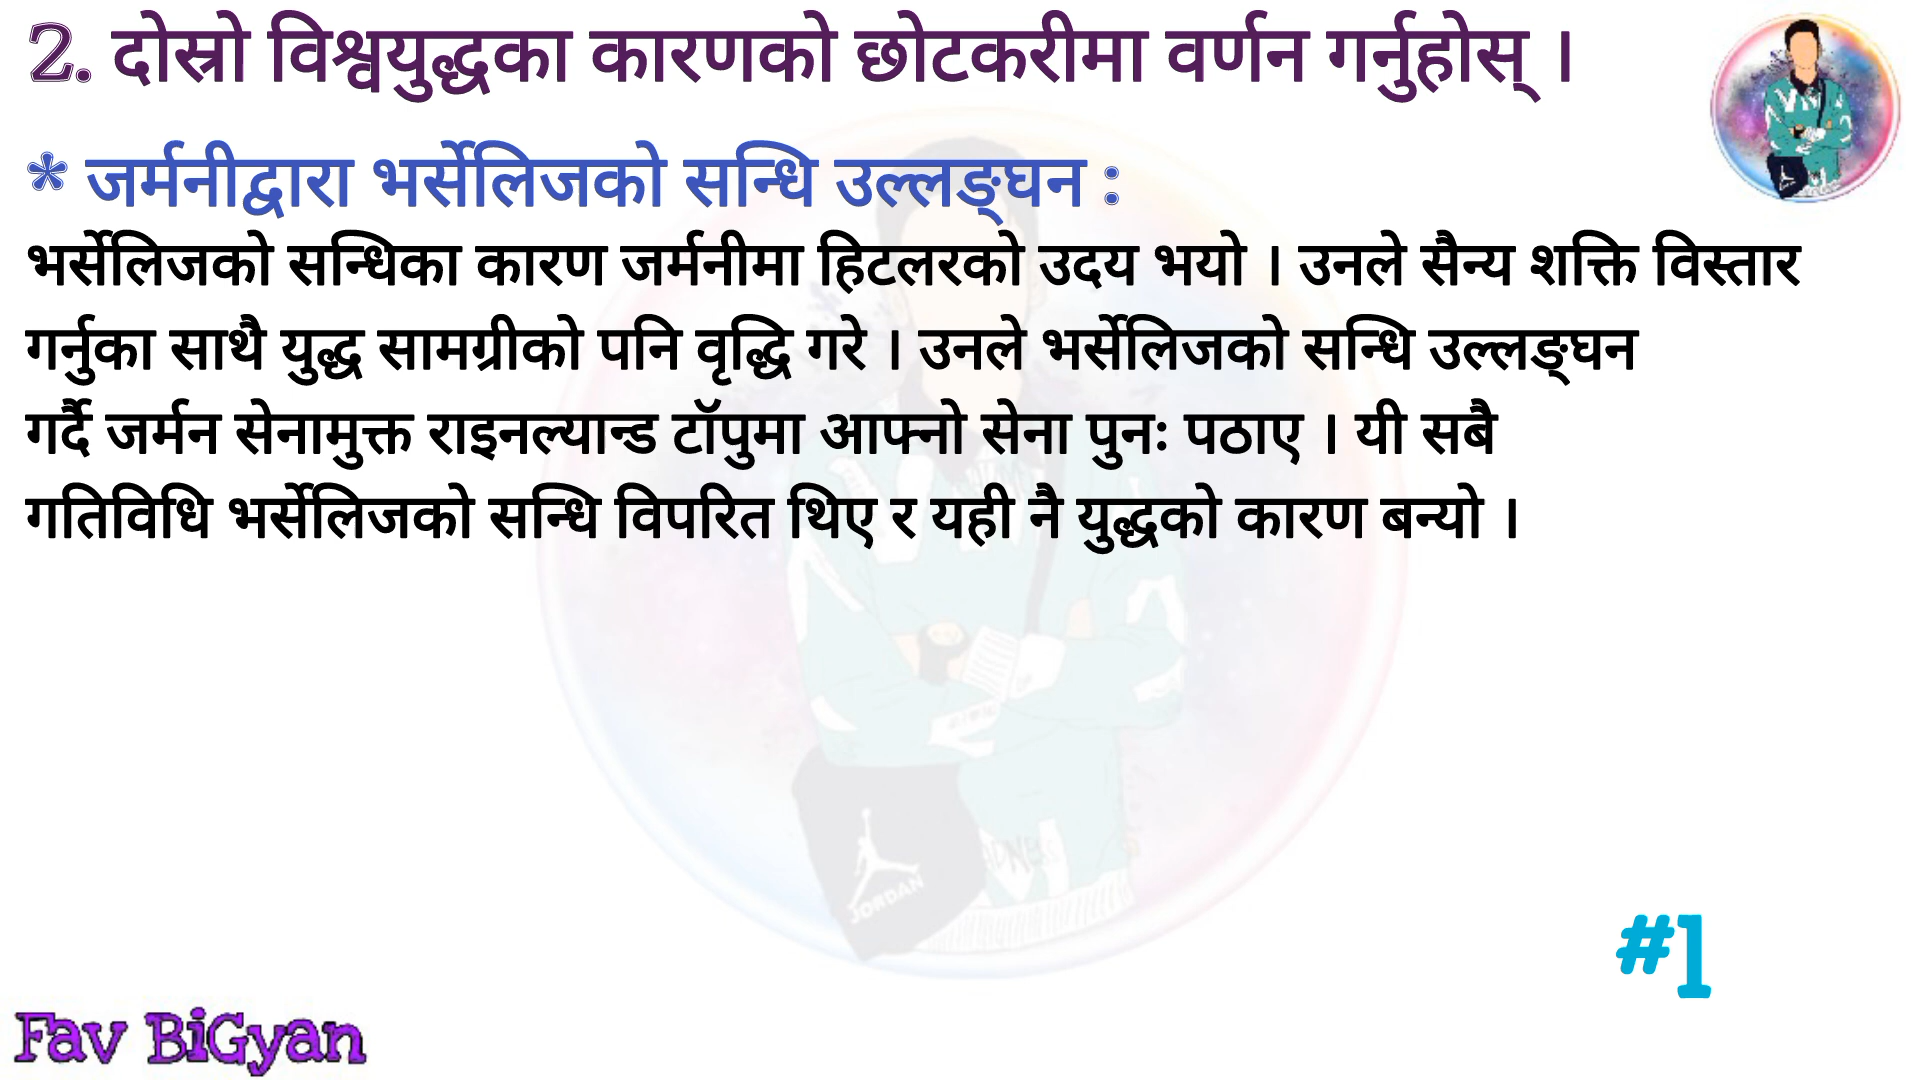 2. दोस्रो विश्वयुद्धका कारणको छोटकरीमा वर्णन गर्नुहोस् ।
* जर्मनीद्वारा भर्सेलिजको सन्धि उल्लङ्घन :
भर्सेलिजको सन्धिका कारण जर्मनीमा हिटलरको उदय भयो । उनले सैन्य शक्ति विस्तार
गर्नुका साथै युद्ध सामग्रीको पनि वृद्धि गरे । उनले भर्सेलिजको सन्धि उल्लङ्घन
गर्दै जर्मन सेनामुक्त राइनल्यान्ड टॉपुमा आफ्नो सेना पुनः पठाए । यी सबै
गतिविधि भर्सेलिजको सन्धि विपरित थिए र यही नै युद्धको कारण बन्यो ।
JORDAN
#1
Fav BiGyan